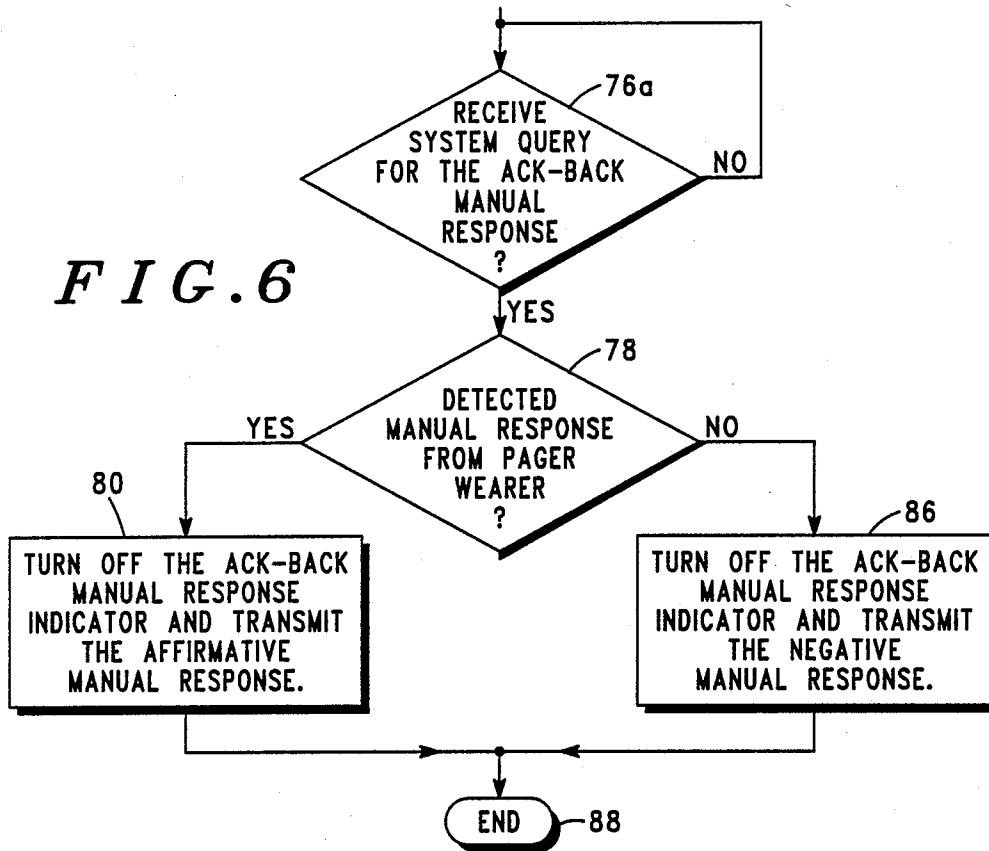 76a
RECEIVE
SYSTEM QUERY
FOR THE ACK-BACK
MANUAL
RESPONSE
?
NO
FIG.6
YES
78
DETECTED
MANUAL RESPONSE
FROM PAGER
WEARER
?
YES
NO
80
TURN OFF THE ACK-BACK
MANUAL RESPONSE
INDICATOR AND TRANSMIT
THE AFFIRMATIVE
MANUAL RESPONSE.
86
TURN OFF THE ACK-BACK
MANUAL RESPONSE
INDICATOR AND TRANSMIT
THE NEGATIVE
MANUAL RESPONSE.
END
88